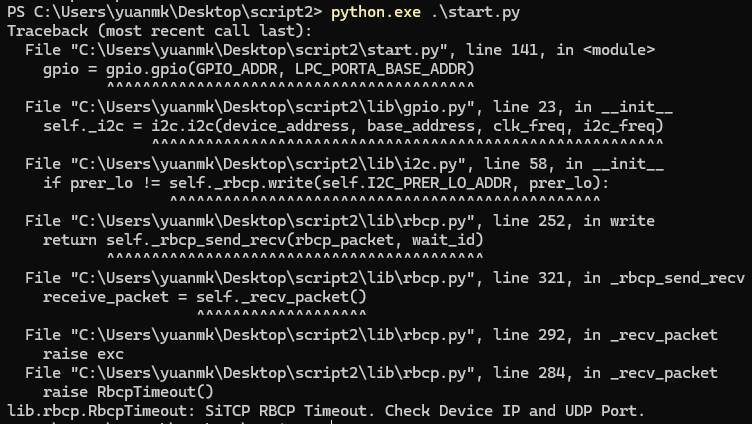 PS C:\Users\yuanmk\Desktop\script2> python.exe .\start.py
Traceback (most recent call last):
  File "C:\Users\yuanmk\Desktop\script2\start.py", line 141, in <module>
    gpio = gpio.gpio(GPIO_ADDR, LPC_PORTA_BASE_ADDR)
           ^^^^^^^^^^^^^^^^^^^^^^^^^^^^^^^^^^^^^^^^^
  File "C:\Users\yuanmk\Desktop\script2\lib\gpio.py", line 23, in __init__
    self._i2c = i2c.i2c(device_address, base_address, clk_freq, i2c_freq)
                ^^^^^^^^^^^^^^^^^^^^^^^^^^^^^^^^^^^^^^^^^^^^^^^^^^^^^^^^^
  File "C:\Users\yuanmk\Desktop\script2\lib\i2c.py", line 58, in __init__
    if prer_lo != self._rbcp.write(self.I2C_PRER_LO_ADDR, prer_lo):
                  ^^^^^^^^^^^^^^^^^^^^^^^^^^^^^^^^^^^^^^^^^^^^^^^^
  File "C:\Users\yuanmk\Desktop\script2\lib\rbcp.py", line 252, in write
    return self._rbcp_send_recv(rbcp_packet, wait_id)
           ^^^^^^^^^^^^^^^^^^^^^^^^^^^^^^^^^^^^^^^^^^
  File "C:\Users\yuanmk\Desktop\script2\lib\rbcp.py", line 321, in _rbcp_send_recv
    receive_packet = self._recv_packet()
                     ^^^^^^^^^^^^^^^^^^^
  File "C:\Users\yuanmk\Desktop\script2\lib\rbcp.py", line 292, in _recv_packet
    raise exc
  File "C:\Users\yuanmk\Desktop\script2\lib\rbcp.py", line 284, in _recv_packet
    raise RbcpTimeout()
lib.rbcp.RbcpTimeout: SiTCP RBCP Timeout. Check Device IP and UDP Port.